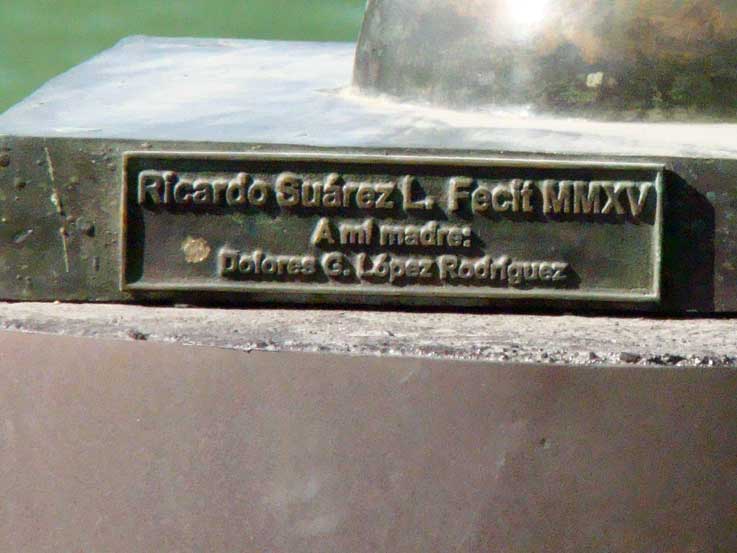 Ricardo Suárez L. Fecit MMXV
A mi madre:
Dolores G. López Rodríguez